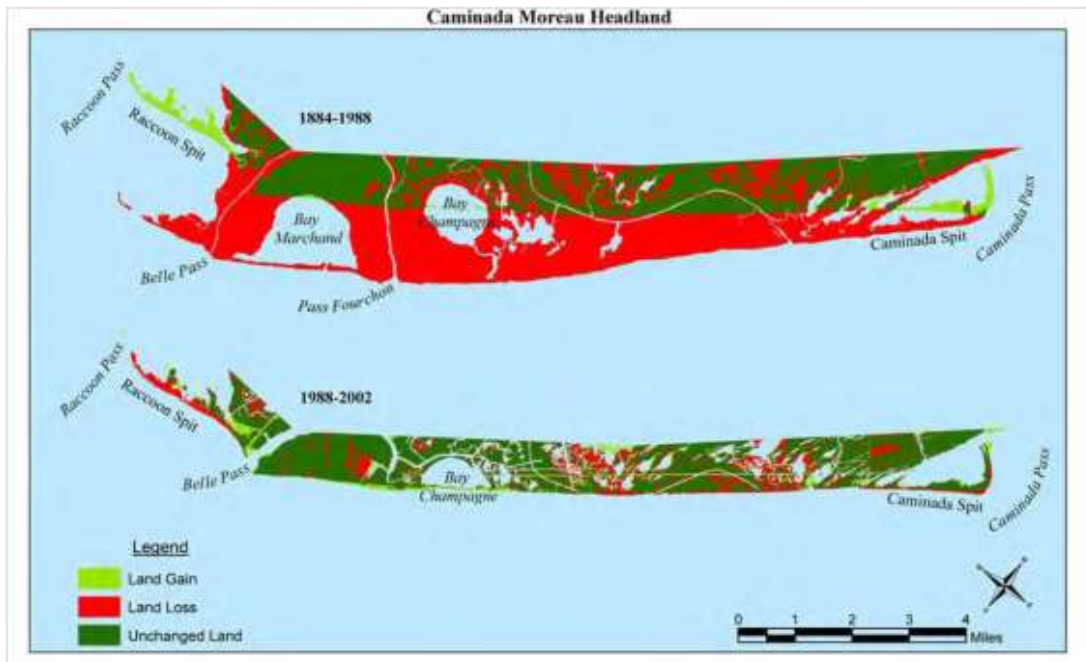 Caminada Moreau Headland
Raccoon Pass
Raccoon Spit
1884-1988
Bay
Marchand
Bay
Champagne
Belle Pass
Pass Fourchon
Caminada Spit
Caminada Pass
Raccoon Pass
Raccoon Spit
1988-2002
Belle Pass
Bay
Champagne
Caminada Spit
Caminada Pass
Legend
Land Gain
Land Loss
Unchanged Land
0 1 2 3 4
Miles